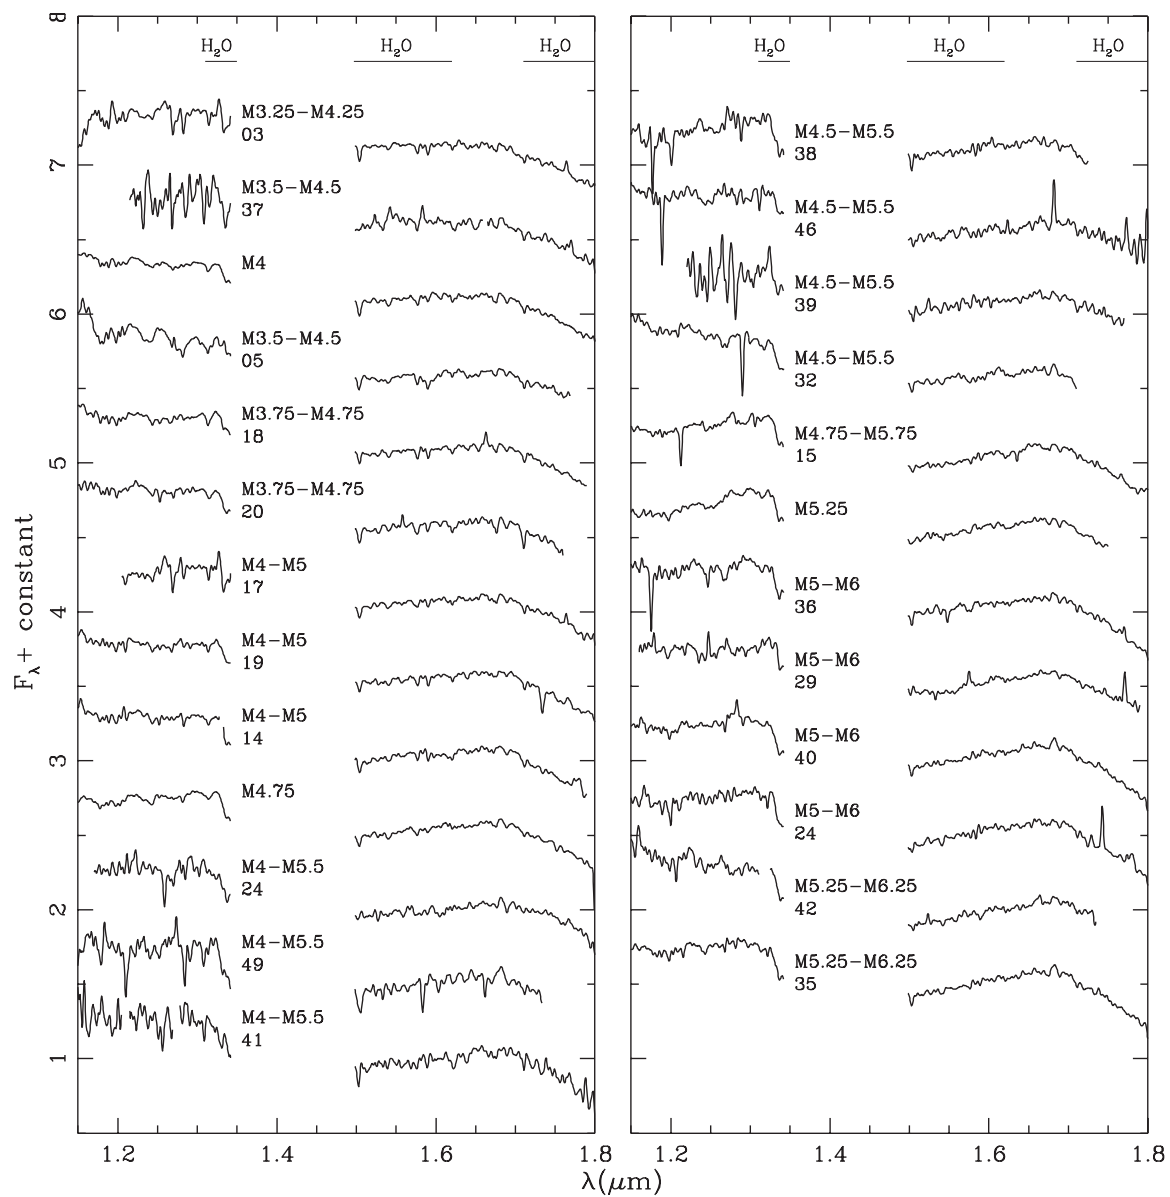 H₂O H₂O H₂O
H₂O H₂O H₂O
8
7
6
5
4
3
2
1
F_λ + constant
M3.25−M4.25
03
M3.5−M4.5
37
M4
M3.5−M4.5
05
M3.75−M4.75
18
M3.75−M4.75
20
M4−M5
17
M4−M5
19
M4−M5
14
M4.75
M4−M5.5
24
M4−M5.5
49
M4−M5.5
41
M4.5−M5.5
38
M4.5−M5.5
46
M4.5−M5.5
39
M4.5−M5.5
32
M4.75−M5.75
15
M5.25
M5−M6
36
M5−M6
29
M5−M6
40
M5−M6
24
M5.25−M6.25
42
M5.25−M6.25
35
1.2 1.4 1.6 1.8
1.2 1.4 1.6 1.8
λ(μm)